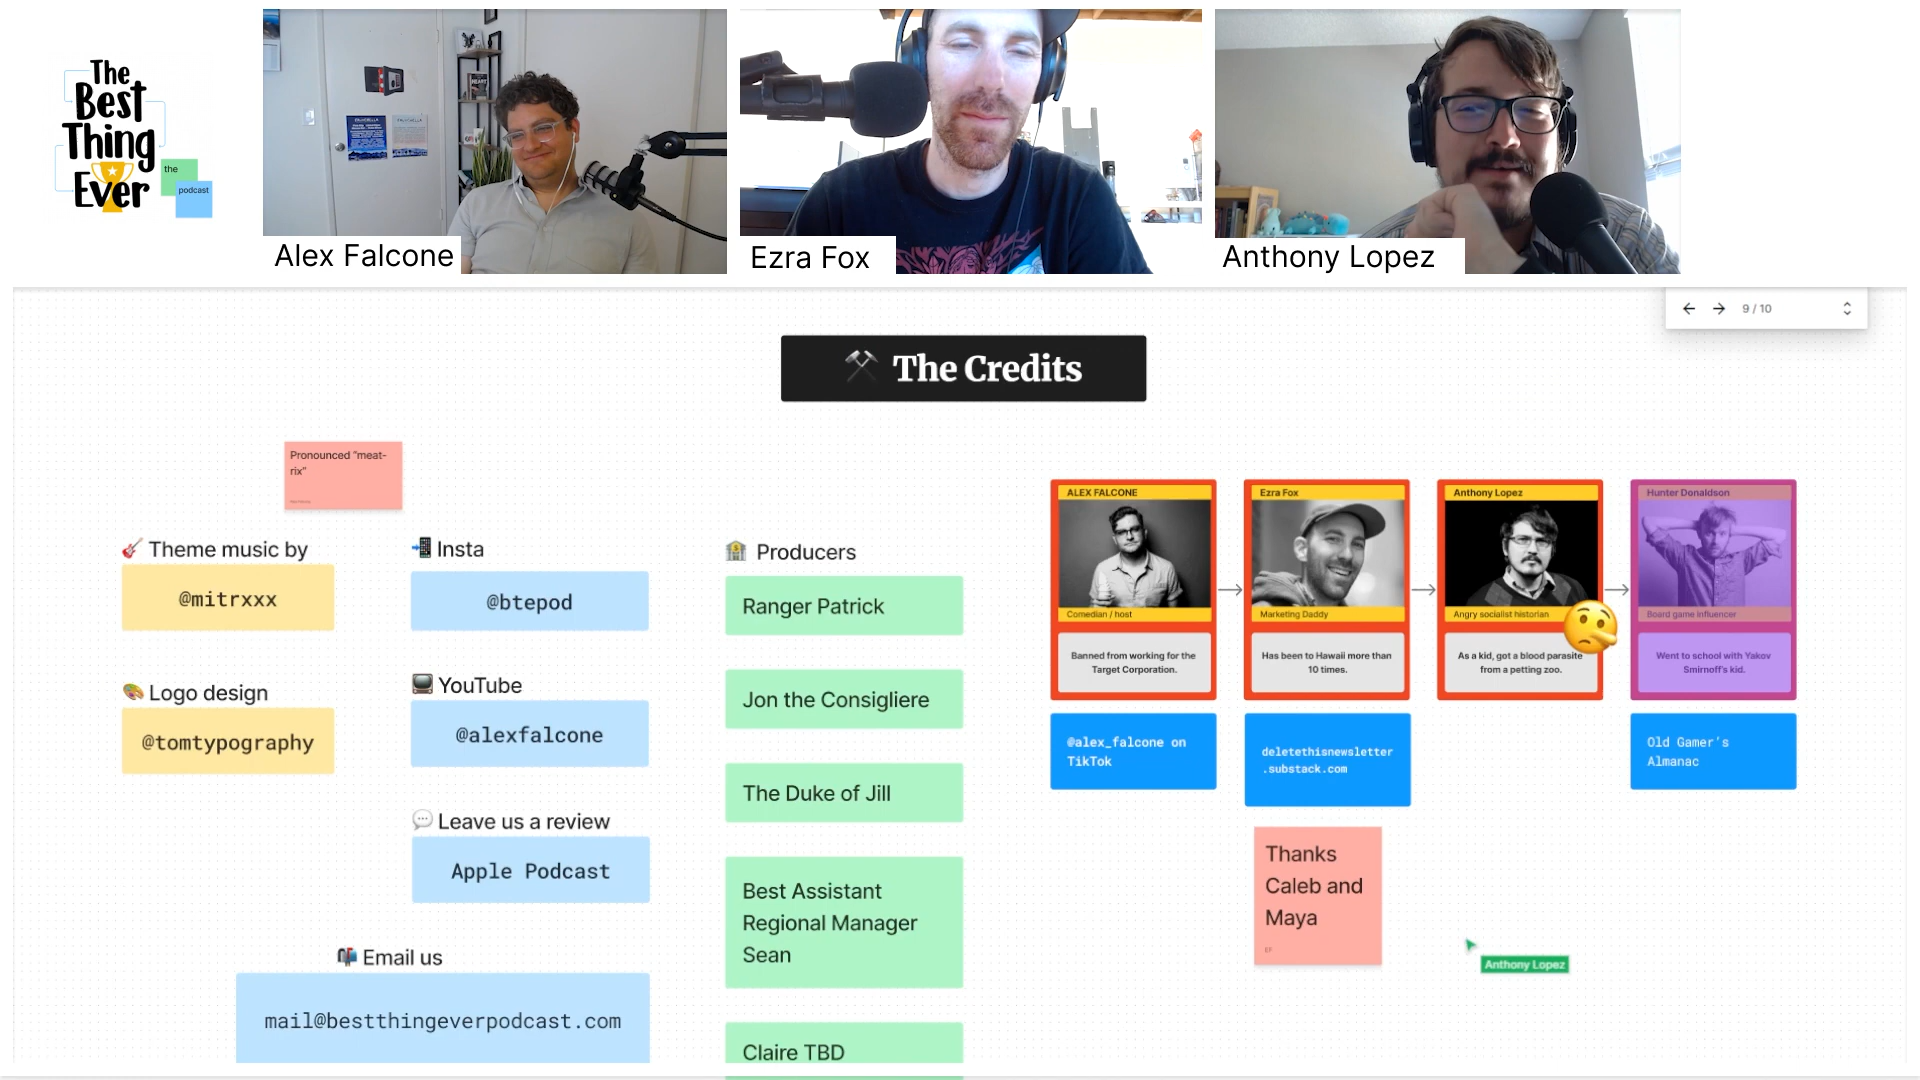 The
Best
Thing
Ever
the
podcast
Alex Falcone
Ezra Fox
Anthony Lopez
9 / 10
The Credits
Pronounced "meat-
rix"
Theme music by
@mitrxxx
Logo design
@tomtypography
Insta
@btepod
YouTube
@alexfalcone
Leave us a review
Apple Podcast
Email us
mail@bestthingeverpodcast.com
Producers
Ranger Patrick
Jon the Consigliere
The Duke of Jill
Best Assistant
Regional Manager
Sean
Claire TBD
ALEX FALCONE
Comedian / host
Banned from working for the
Target Corporation.
@alex_falcone on
TikTok
Ezra Fox
Marketing Daddy
Has been to Hawaii more than
10 times.
deletethisnewsletter
.substack.com
Thanks
Caleb and
Maya
EF
Anthony Lopez
Angry socialist historian
As a kid, got a blood parasite
from a petting zoo.
Hunter Donaldson
Board game influencer
Went to school with Yakov
Smirnoff's kid.
Old Gamer's
Almanac
Anthony Lopez